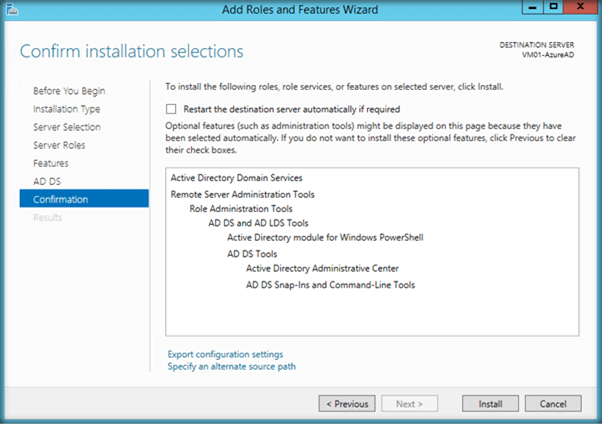 Add Roles and Features Wizard
Confirm installation selections
DESTINATION SERVER
VM01-AzureAD
Before You Begin
Installation Type
Server Selection
Server Roles
Features
AD DS
Confirmation
Results
To install the following roles, role services, or features on selected server, click Install.
Restart the destination server automatically if required
Optional features (such as administration tools) might be displayed on this page because they have
been selected automatically. If you do not want to install these optional features, click Previous to clear
their check boxes.
Active Directory Domain Services
Remote Server Administration Tools
Role Administration Tools
AD DS and AD LDS Tools
Active Directory module for Windows PowerShell
AD DS Tools
Active Directory Administrative Center
AD DS Snap-Ins and Command-Line Tools
Export configuration settings
Specify an alternate source path
< Previous
Next >
Install
Cancel